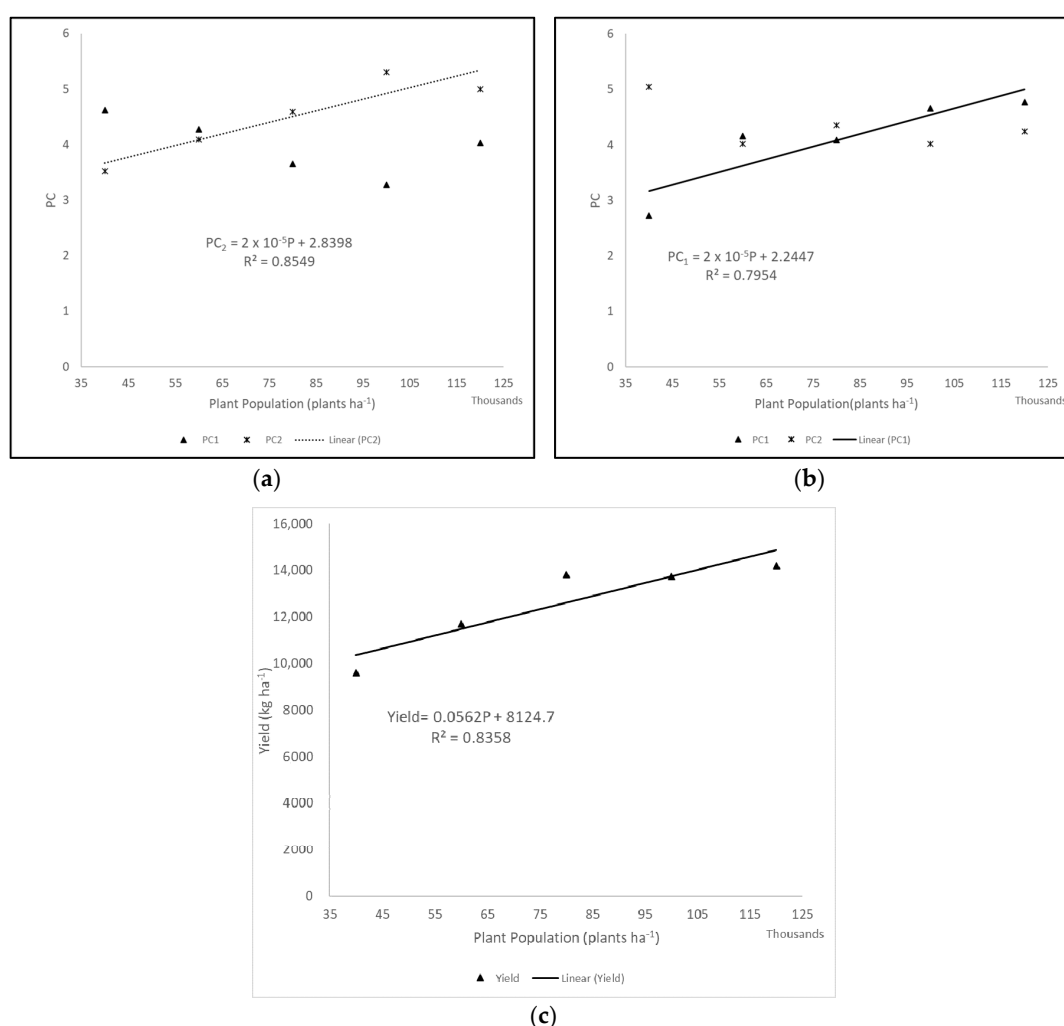 6
5
4
3
2
1
0
PC
PC₂ = 2 x 10⁻⁵P + 2.8398
R² = 0.8549
35 45 55 65 75 85 95 105 115 125
Thousands
Plant Population (plants ha⁻¹)
PC1 PC2 Linear (PC2)
(a)
6
5
4
3
2
1
0
PC
PC₁ = 2 x 10⁻⁵P + 2.2447
R² = 0.7954
35 45 55 65 75 85 95 105 115 125
Thousands
Plant Population(plants ha⁻¹)
PC1 PC2 Linear (PC1)
(b)
16,000
14,000
12,000
10,000
8000
6000
4000
2000
0
Yield (kg ha⁻¹)
Yield= 0.0562P + 8124.7
R² = 0.8358
35 45 55 65 75 85 95 105 115 125
Thousands
Plant Population (plants ha⁻¹)
Yield Linear (Yield)
(c)